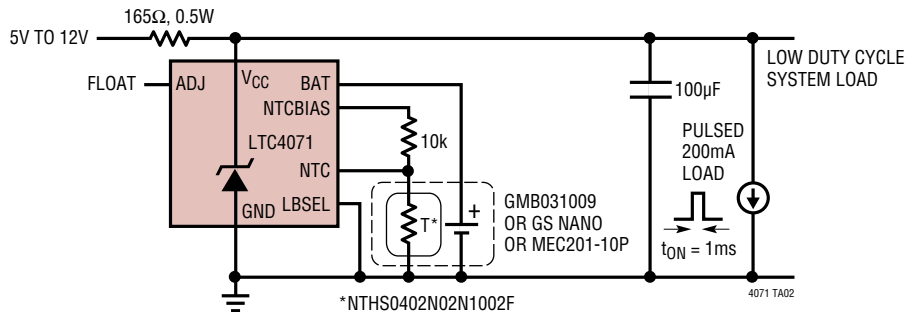 165Ω, 0.5W
5V TO 12V
FLOAT
ADJ
VCC
BAT
NTCBIAS
LTC4071
NTC
GND
LBSEL
10k
T*
+
GMB031009
OR GS NANO
OR MEC201-10P
100µF
LOW DUTY CYCLE
SYSTEM LOAD
PULSED
200mA
LOAD
tON = 1ms
*NTHS0402N02N1002F
4071 TA02